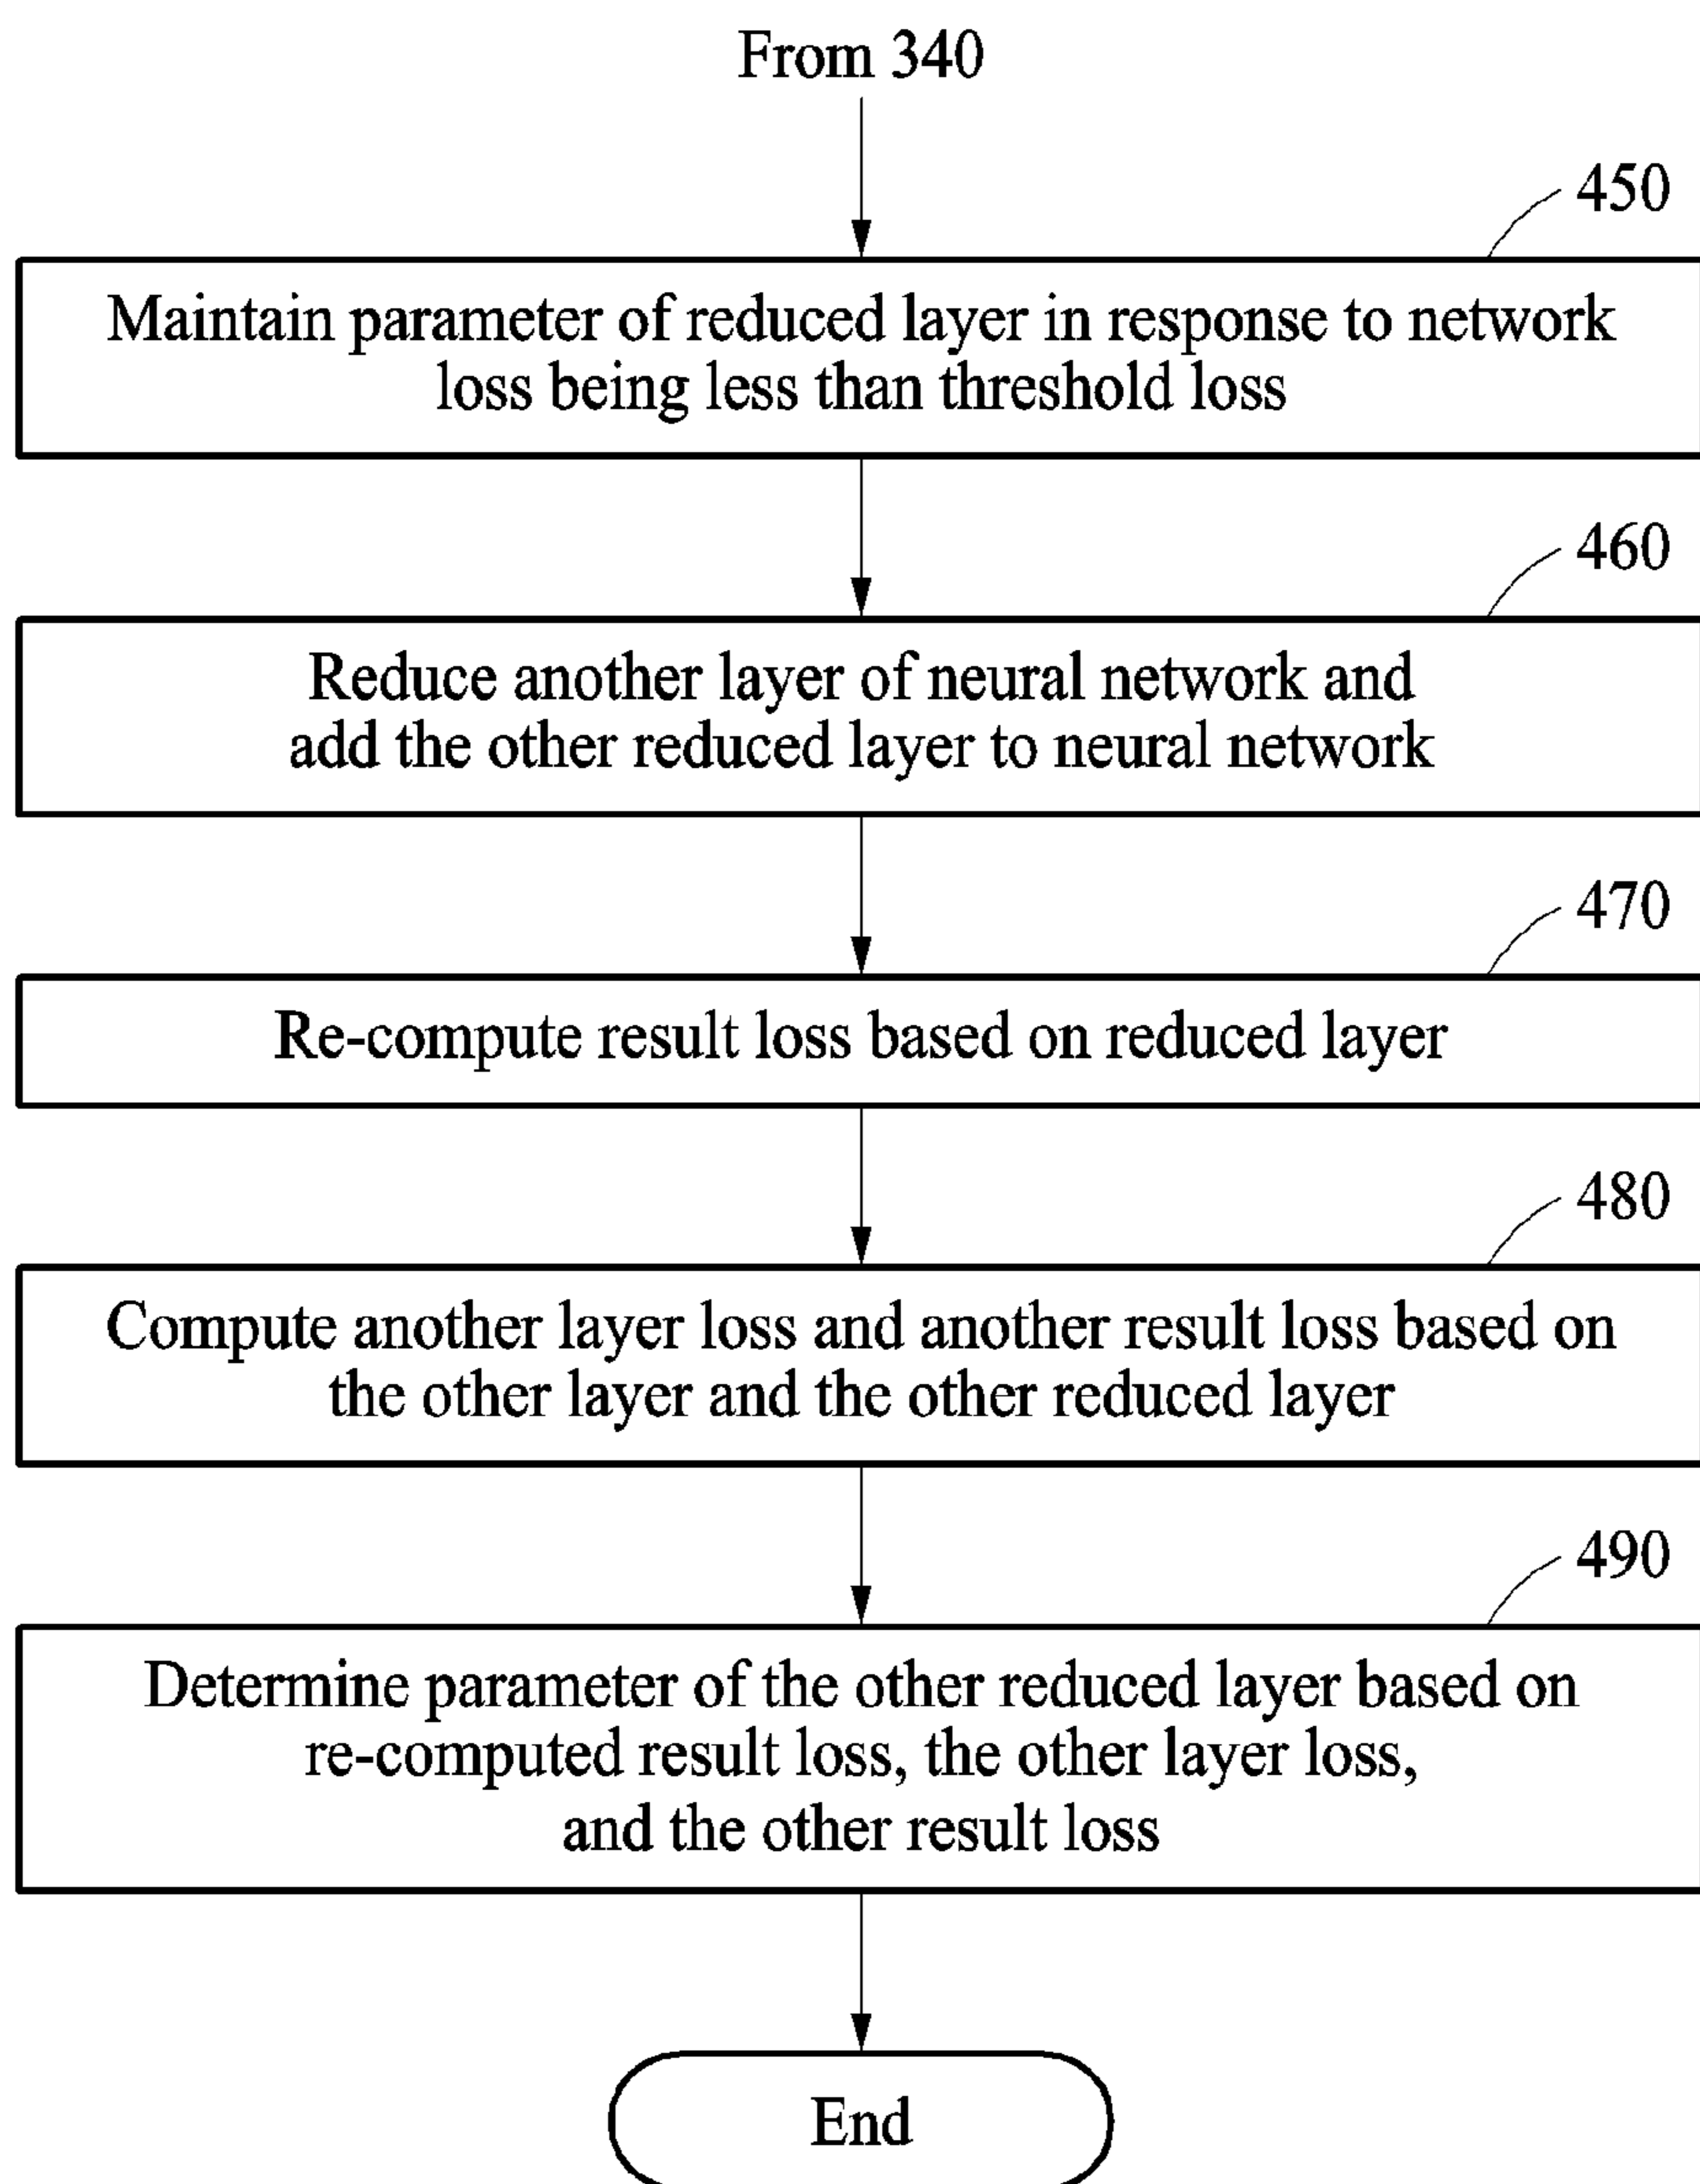 From 340
450
Maintain parameter of reduced layer in response to network
loss being less than threshold loss
460
Reduce another layer of neural network and
add the other reduced layer to neural network
470
Re-compute result loss based on reduced layer
480
Compute another layer loss and another result loss based on
the other layer and the other reduced layer
490
Determine parameter of the other reduced layer based on
re-computed result loss, the other layer loss,
and the other result loss
End